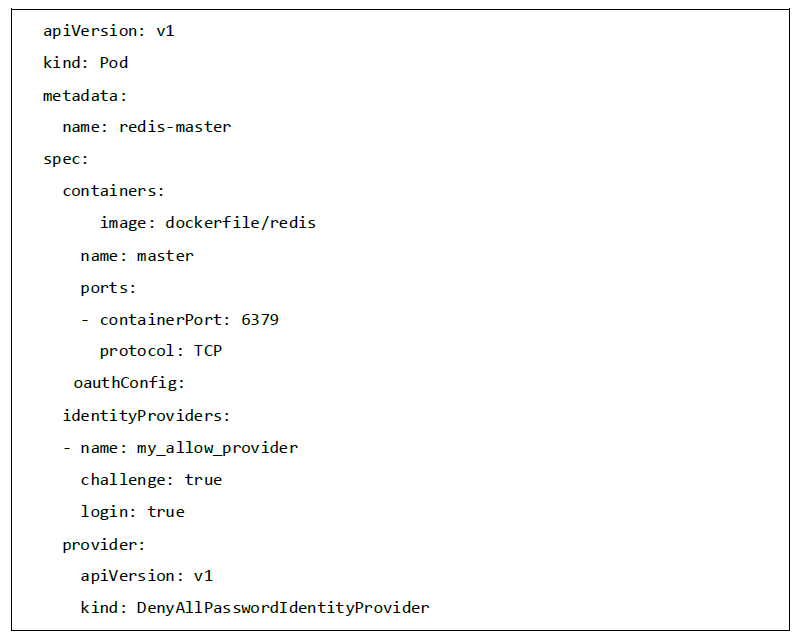 apiVersion: v1
kind: Pod
metadata:
  name: redis-master
spec:
  containers:
      image: dockerfile/redis
    name: master
    ports:
    - containerPort: 6379
      protocol: TCP
   oauthConfig:
  identityProviders:
  - name: my_allow_provider
    challenge: true
    login: true
  provider:
    apiVersion: v1
    kind: DenyAllPasswordIdentityProvider